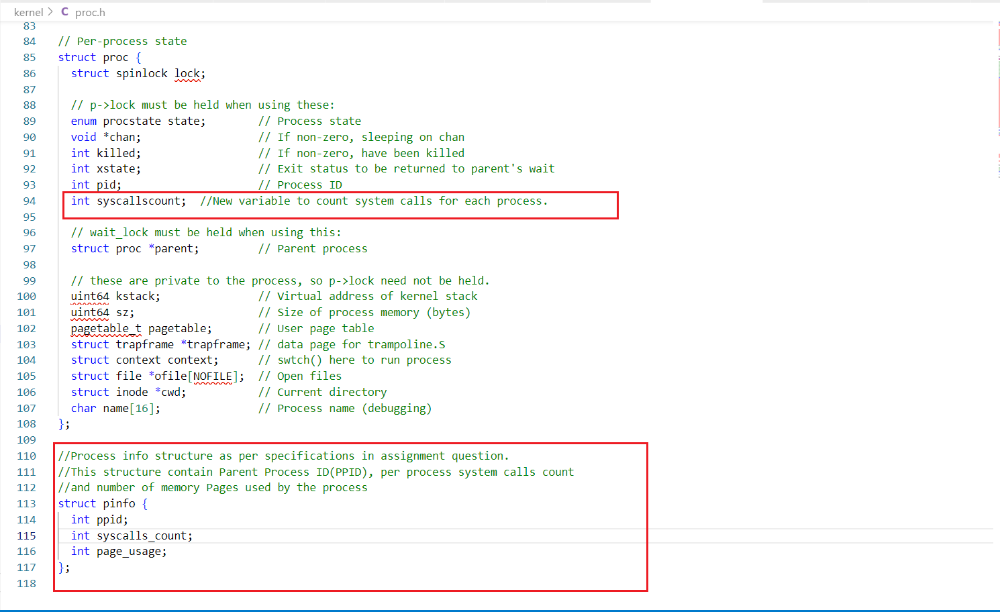 kernel > C proc.h
83
84 // Per-process state
85 struct proc {
86   struct spinlock lock;
87
88   // p->lock must be held when using these:
89   enum procstate state;        // Process state
90   void *chan;                  // If non-zero, sleeping on chan
91   int killed;                  // If non-zero, have been killed
92   int xstate;                  // Exit status to be returned to parent's wait
93   int pid;                     // Process ID
94   int syscallscount;  //New variable to count system calls for each process.
95
96   // wait_lock must be held when using this:
97   struct proc *parent;         // Parent process
98
99   // these are private to the process, so p->lock need not be held.
100   uint64 kstack;               // Virtual address of kernel stack
101   uint64 sz;                   // Size of process memory (bytes)
102   pagetable_t pagetable;       // User page table
103   struct trapframe *trapframe; // data page for trampoline.S
104   struct context context;      // swtch() here to run process
105   struct file *ofile[NOFILE];  // Open files
106   struct inode *cwd;           // Current directory
107   char name[16];               // Process name (debugging)
108 };
109
110 //Process info structure as per specifications in assignment question.
111 //This structure contain Parent Process ID(PPID), per process system calls count
112 //and number of memory Pages used by the process
113 struct pinfo {
114   int ppid;
115   int syscalls_count;
116   int page_usage;
117 };
118